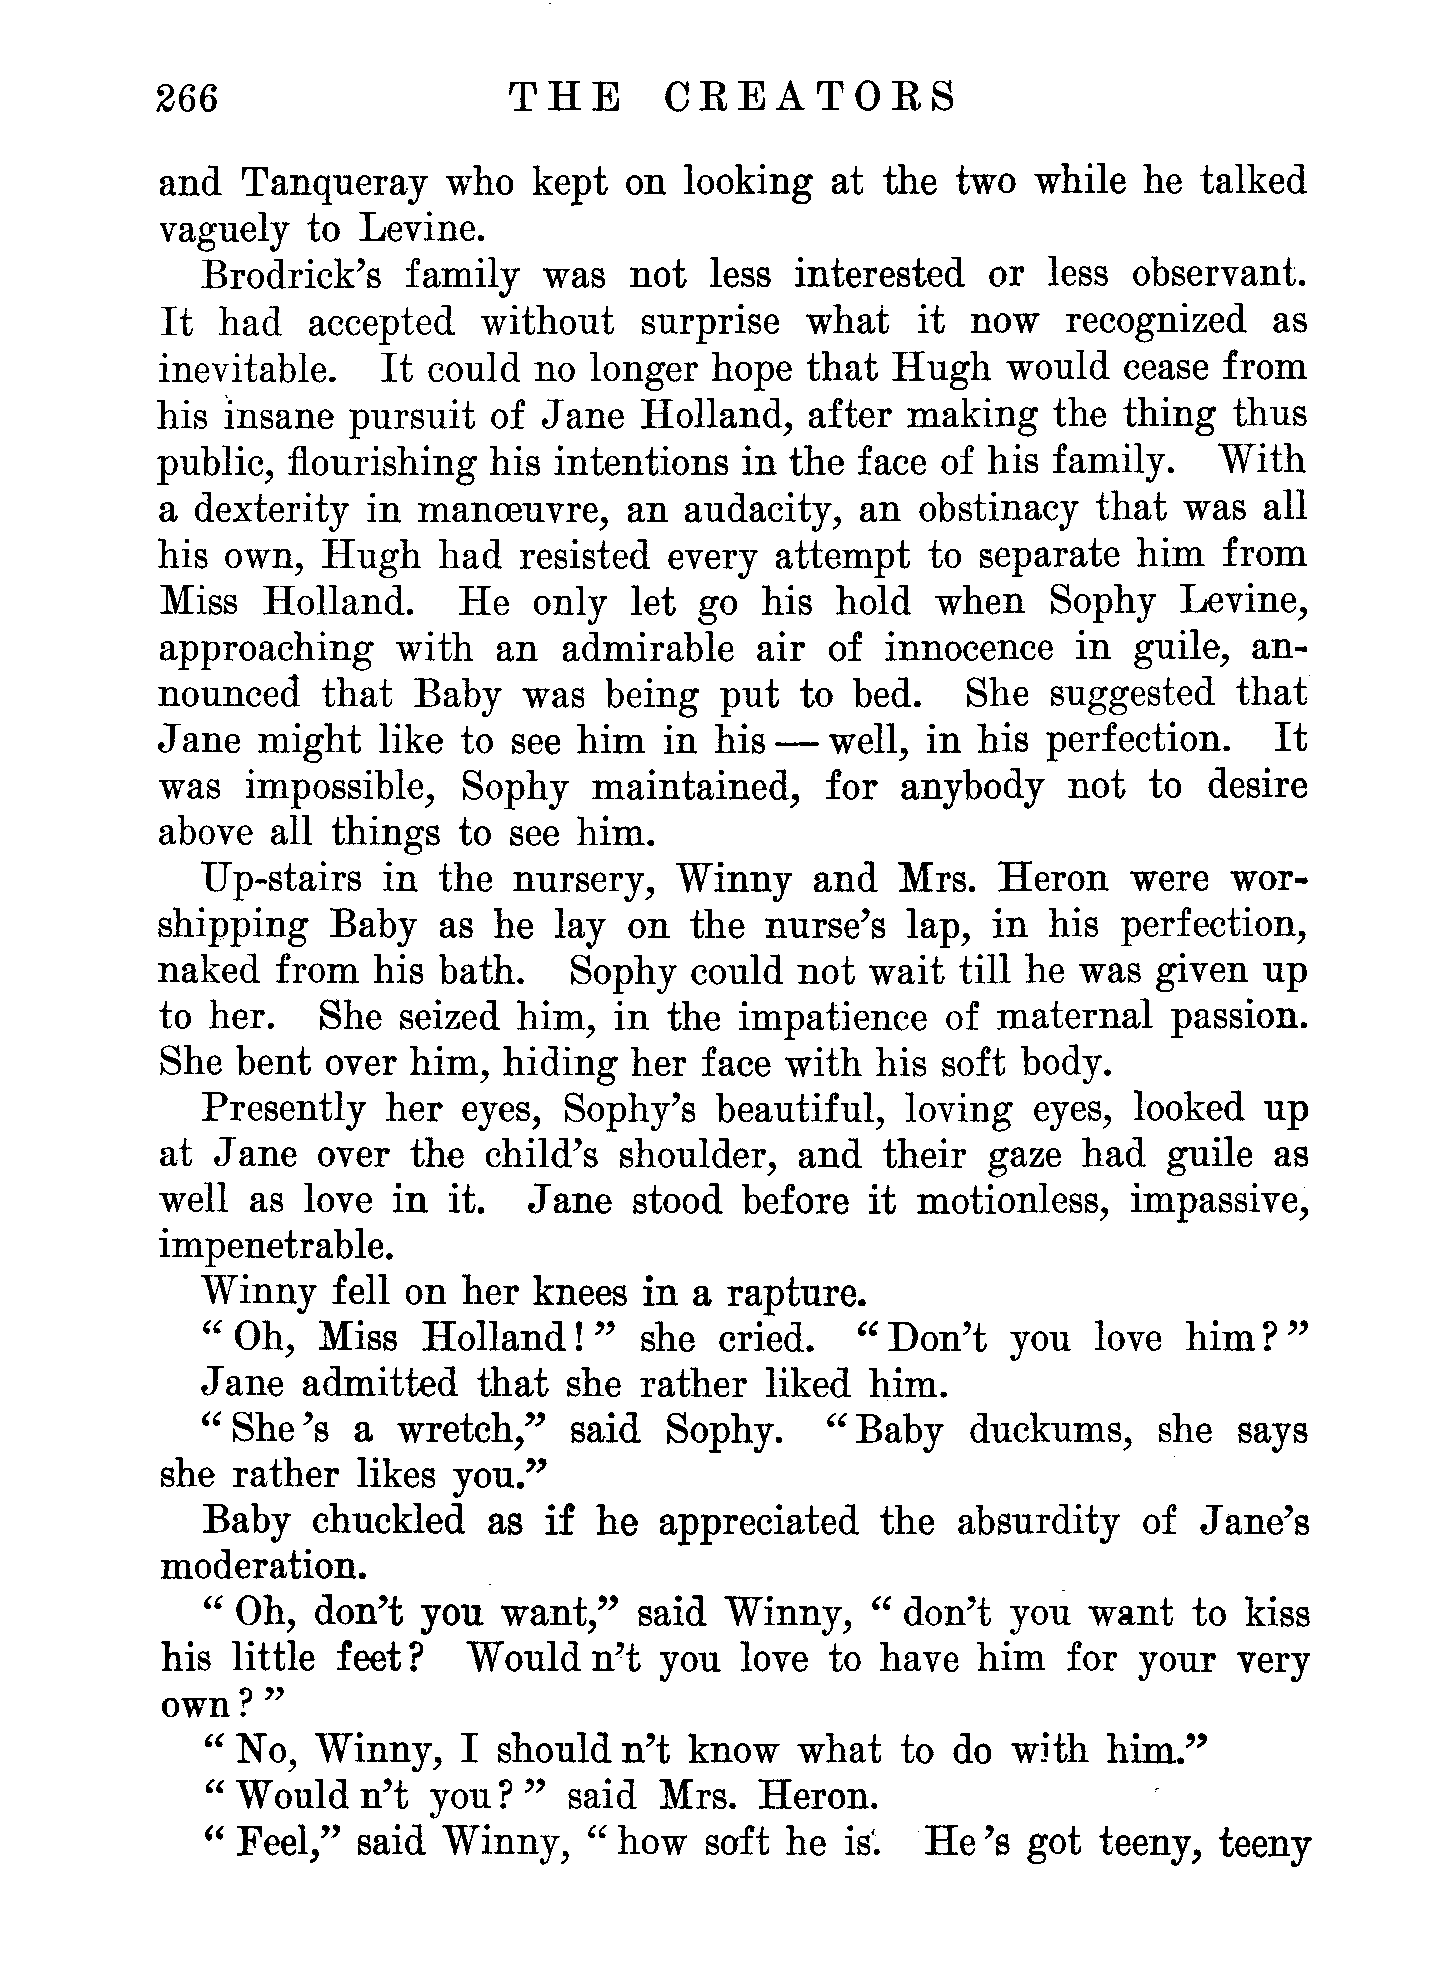 266 THE CREATORS
and Tanqueray who kept on looking at the two while he talked
vaguely to Levine.
Brodrick’s family was not less interested or less observant.
It had accepted without surprise what it now recognized as
inevitable. It could no longer hope that Hugh would cease from
his insane pursuit of Jane Holland, after making the thing thus
public, flourishing his intentions in the face of his family. With
a dexterity in manœuvre, an audacity, an obstinacy that was all
his own, Hugh had resisted every attempt to separate him from
Miss Holland. He only let go his hold when Sophy Levine,
approaching with an admirable air of innocence in guile, an-
nounced that Baby was being put to bed. She suggested that
Jane might like to see him in his — well, in his perfection. It
was impossible, Sophy maintained, for anybody not to desire
above all things to see him.
Up-stairs in the nursery, Winny and Mrs. Heron were wor-
shipping Baby as he lay on the nurse’s lap, in his perfection,
naked from his bath. Sophy could not wait till he was given up
to her. She seized him, in the impatience of maternal passion.
She bent over him, hiding her face with his soft body.
Presently her eyes, Sophy’s beautiful, loving eyes, looked up
at Jane over the child’s shoulder, and their gaze had guile as
well as love in it. Jane stood before it motionless, impassive,
impenetrable.
Winny fell on her knees in a rapture.
“ Oh, Miss Holland! ” she cried. “ Don’t you love him? ”
Jane admitted that she rather liked him.
“ She ’s a wretch,” said Sophy. “ Baby duckums, she says
she rather likes you.”
Baby chuckled as if he appreciated the absurdity of Jane’s
moderation.
“ Oh, don’t you want,” said Winny, “ don’t you want to kiss
his little feet? Would n’t you love to have him for your very
own? ”
“ No, Winny, I should n’t know what to do with him.”
“ Would n’t you? ” said Mrs. Heron.
“ Feel,” said Winny, “ how soft he is. He ’s got teeny, teeny